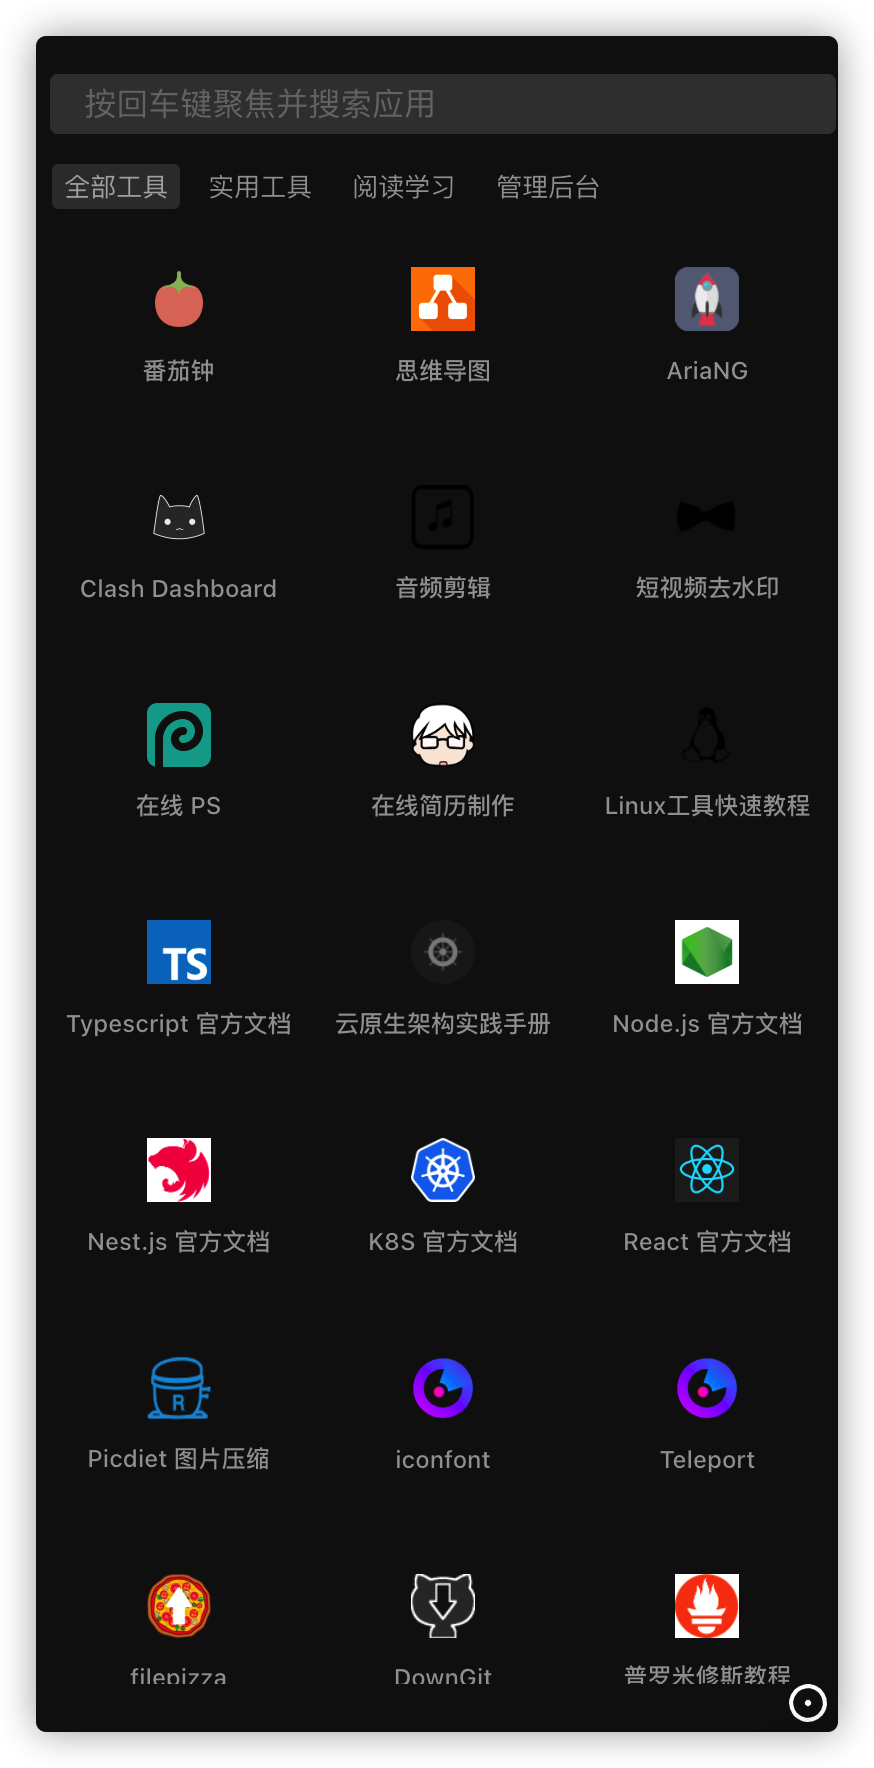 按回车键聚焦并搜索应用
全部工具 实用工具 阅读学习 管理后台
番茄钟 思维导图 AriaNG
Clash Dashboard 音频剪辑 短视频去水印
在线 PS 在线简历制作 Linux工具快速教程
TS
Typescript 官方文档 云原生架构实践手册 Node.js 官方文档
Nest.js 官方文档 K8S 官方文档 React 官方文档
R
Picdiet 图片压缩 iconfont Teleport
filepizza DownGit 普罗米修斯教程